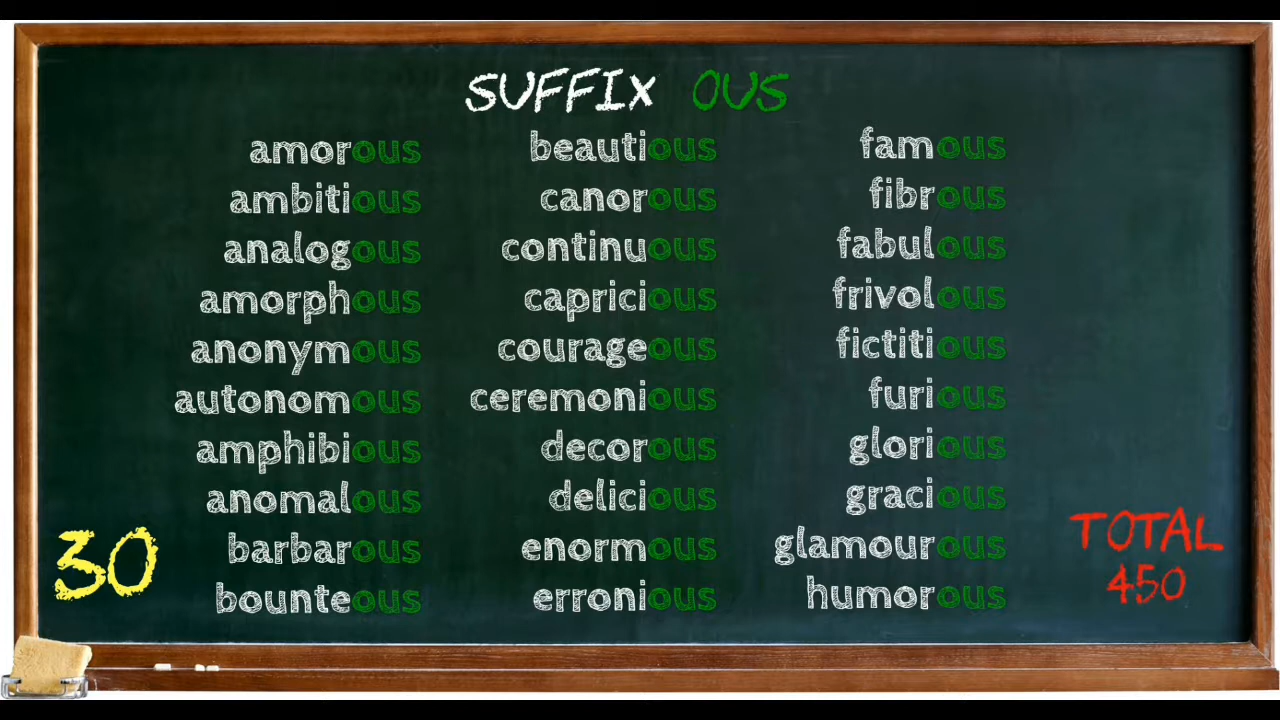 SUFFIX OUS
amorous
ambitious
analogous
amorphous
anonymous
autonomous
amphibious
anomalous
barbarous
bounteous
beautious
canorous
continuous
capricious
courageous
ceremonious
decorous
delicious
enormous
erronious
famous
fibrous
fabulous
frivolous
fictitious
furious
glorious
gracious
glamourous
humorous
30
TOTAL
450